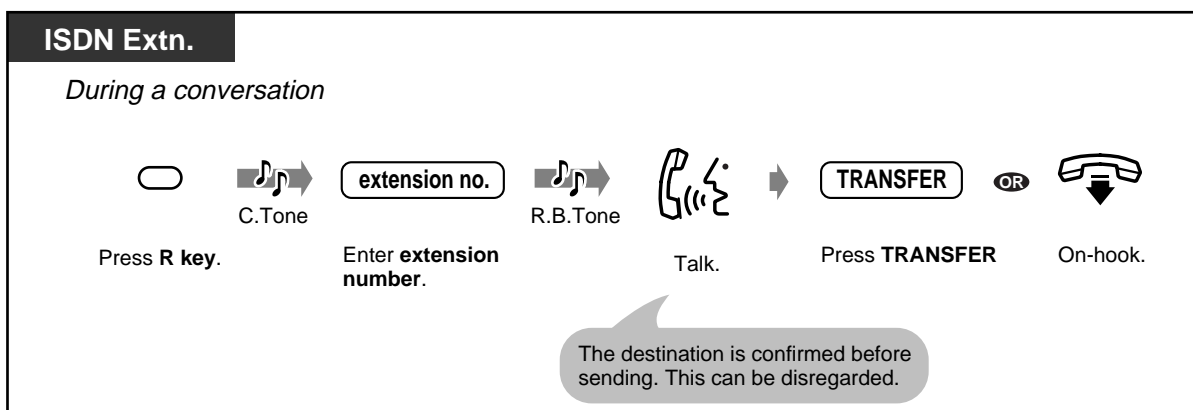 ISDN Extn.
During a conversation
extension no.
TRANSFER
OR
C.Tone
R.B.Tone
Press R key.
Enter extension
number.
Talk.
Press TRANSFER
On-hook.
The destination is confirmed before
sending. This can be disregarded.